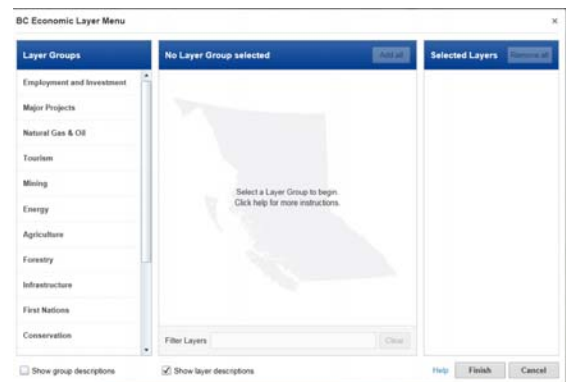 BC Economic Layer Menu
×
Layer Groups
Employment and Investment
Major Projects
Natural Gas & Oil
Tourism
Mining
Energy
Agriculture
Forestry
Infrastructure
First Nations
Conservation
No Layer Group selected
Add all
Select a Layer Group to begin.
Click help for more instructions.
Filter Layers
Clear
Selected Layers
Remove all
Show group descriptions
Show layer descriptions
Help
Finish
Cancel